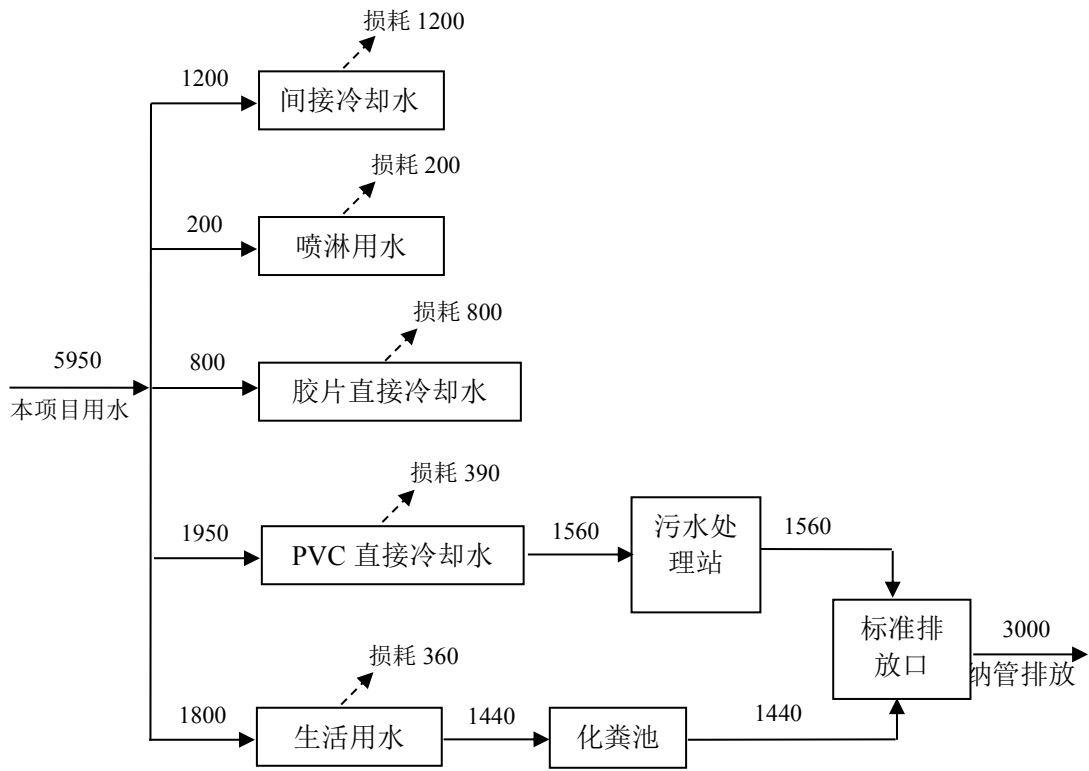 损耗 1200
1200
间接冷却水
损耗 200
200
喷淋用水
损耗 800
5950
800
胶片直接冷却水
本项目用水
损耗 390
1950
PVC 直接冷却水
1560
污水处
理站
1560
标准排
放口
3000
纳管排放
损耗 360
1800
生活用水
1440
化粪池
1440